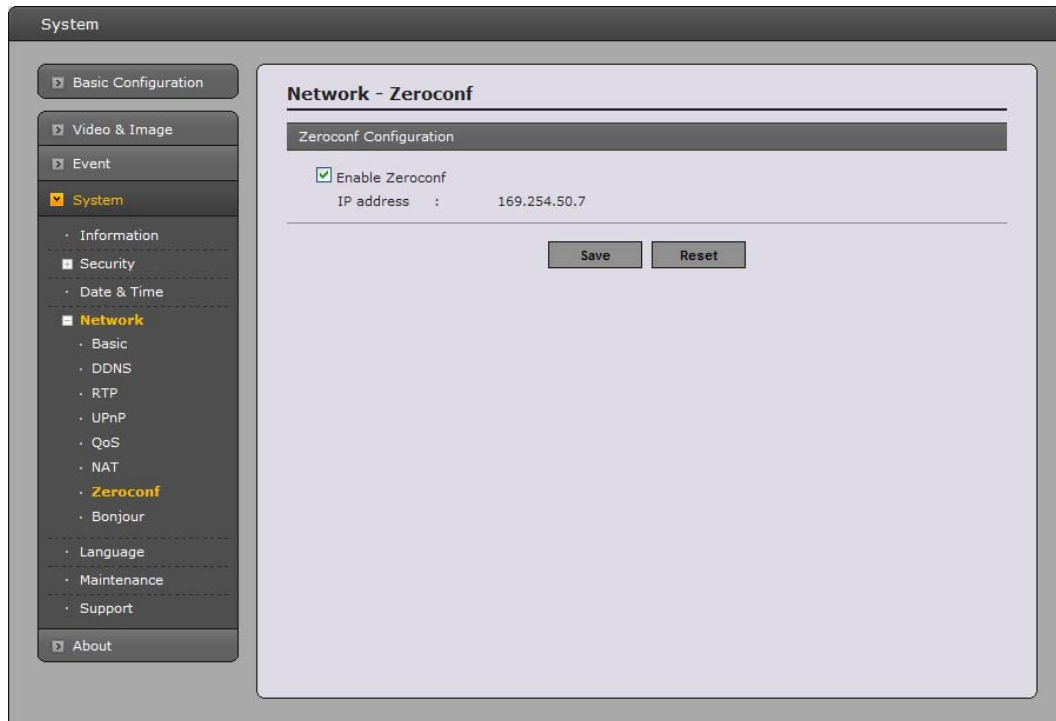 System
Basic Configuration
Video & Image
Event
System
· Information
Security
· Date & Time
Network
· Basic
· DDNS
· RTP
· UPnP
· QoS
· NAT
· Zeroconf
· Bonjour
· Language
· Maintenance
· Support
About
Network - Zeroconf
Zeroconf Configuration
Enable Zeroconf
IP address : 169.254.50.7
Save Reset